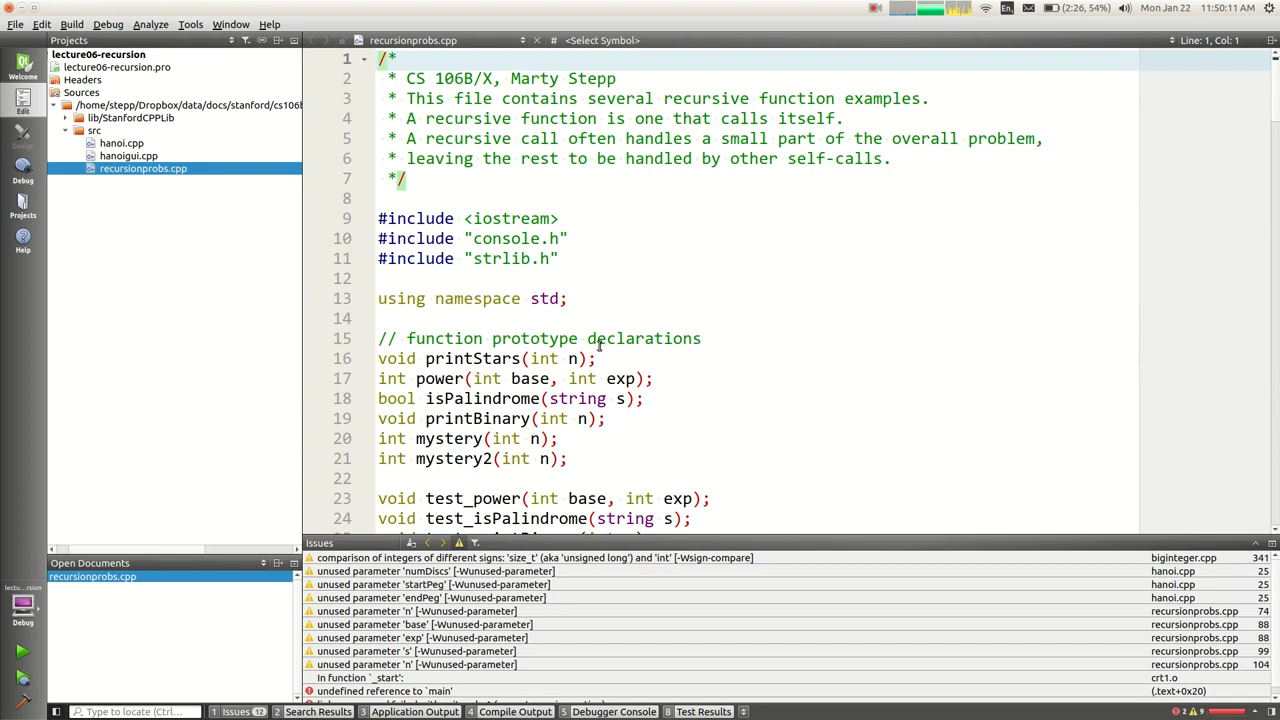 En
(2:26, 54%)
Mon Jan 22
11:50:11
File Edit Build Debug Analyze Tools Window Help
Projects
recursionprobs.cpp
# <Select Symbol>
Line: 1, Col: 1
Welcome
Edit
Design
Debug
Projects
Help
lecture06-recursion
lecture06-recursion.pro
Headers
Sources
/home/stepp/Dropbox/data/docs/stanford/cs106b
lib/StanfordCPPLib
src
hanoi.cpp
hanoigui.cpp
recursionprobs.cpp
1 /*
2 * CS 106B/X, Marty Stepp
3 * This file contains several recursive function examples.
4 * A recursive function is one that calls itself.
5 * A recursive call often handles a small part of the overall problem,
6 * leaving the rest to be handled by other self-calls.
7 */
8
9 #include <iostream>
10 #include "console.h"
11 #include "strlib.h"
12
13 using namespace std;
14
15 // function prototype declarations
16 void printStars(int n);
17 int power(int base, int exp);
18 bool isPalindrome(string s);
19 void printBinary(int n);
20 int mystery(int n);
21 int mystery2(int n);
22
23 void test_power(int base, int exp);
24 void test_isPalindrome(string s);
Open Documents
recursionprobs.cpp
lectu...ursion
Debug
Issues
comparison of integers of different signs: 'size_t' (aka 'unsigned long') and 'int' [-Wsign-compare] biginteger.cpp 341
unused parameter 'numDiscs' [-Wunused-parameter] hanoi.cpp 25
unused parameter 'startPeg' [-Wunused-parameter] hanoi.cpp 25
unused parameter 'endPeg' [-Wunused-parameter] hanoi.cpp 25
unused parameter 'n' [-Wunused-parameter] recursionprobs.cpp 74
unused parameter 'base' [-Wunused-parameter] recursionprobs.cpp 88
unused parameter 'exp' [-Wunused-parameter] recursionprobs.cpp 88
unused parameter 's' [-Wunused-parameter] recursionprobs.cpp 99
unused parameter 'n' [-Wunused-parameter] recursionprobs.cpp 104
In function `_start': crt1.o
undefined reference to `main' (.text+0x20)
Type to locate (Ctrl...
1 Issues 12 2 Search Results 3 Application Output 4 Compile Output 5 Debugger Console 8 Test Results
2 9